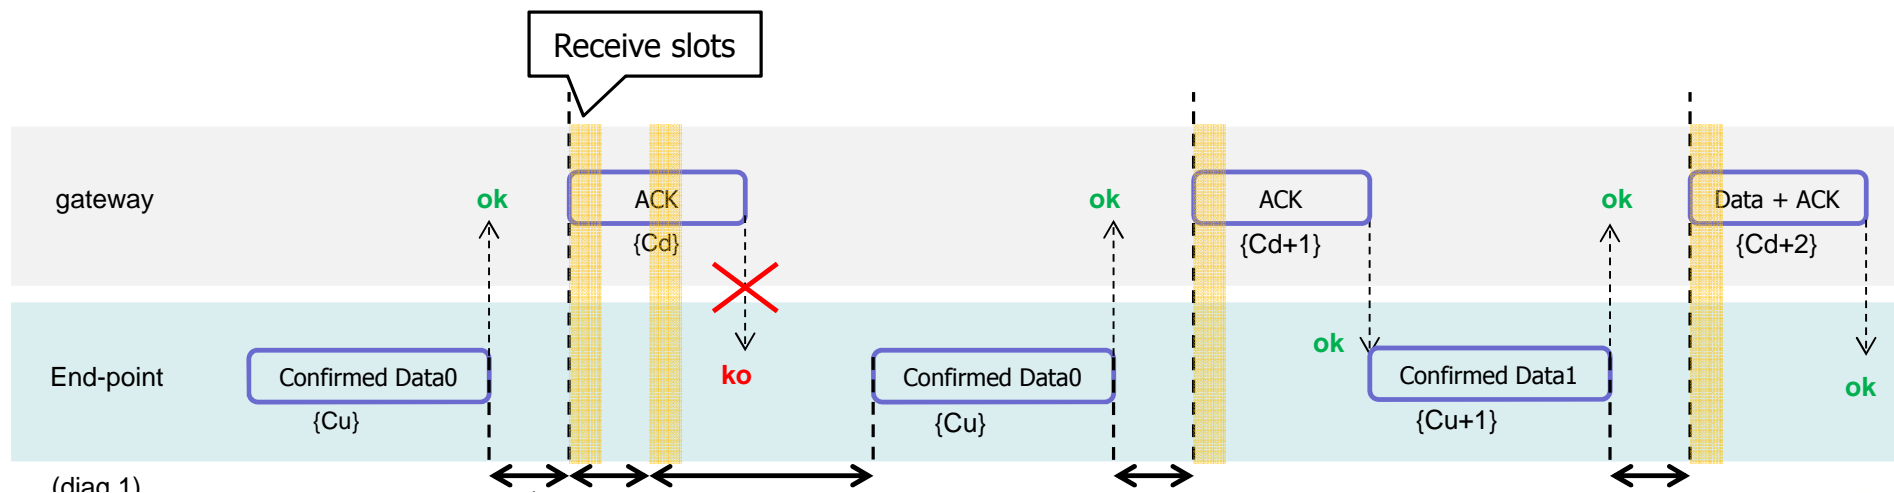 Receive slots
gateway
ok
ACK
{Cd}
ok
ACK
{Cd+1}
ok
Data + ACK
{Cd+2}
End-point
Confirmed Data0
{Cu}
ko
Confirmed Data0
{Cu}
ok
Confirmed Data1
{Cu+1}
ok
(diag 1)